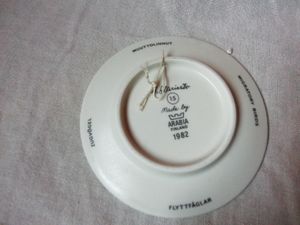 MUUTTOLINNUT
MIGRATORY BIRDS
FLYTTFÅGLAR
ZUGVÖGEL
15
Made by
ARABIA
FINLAND
1982